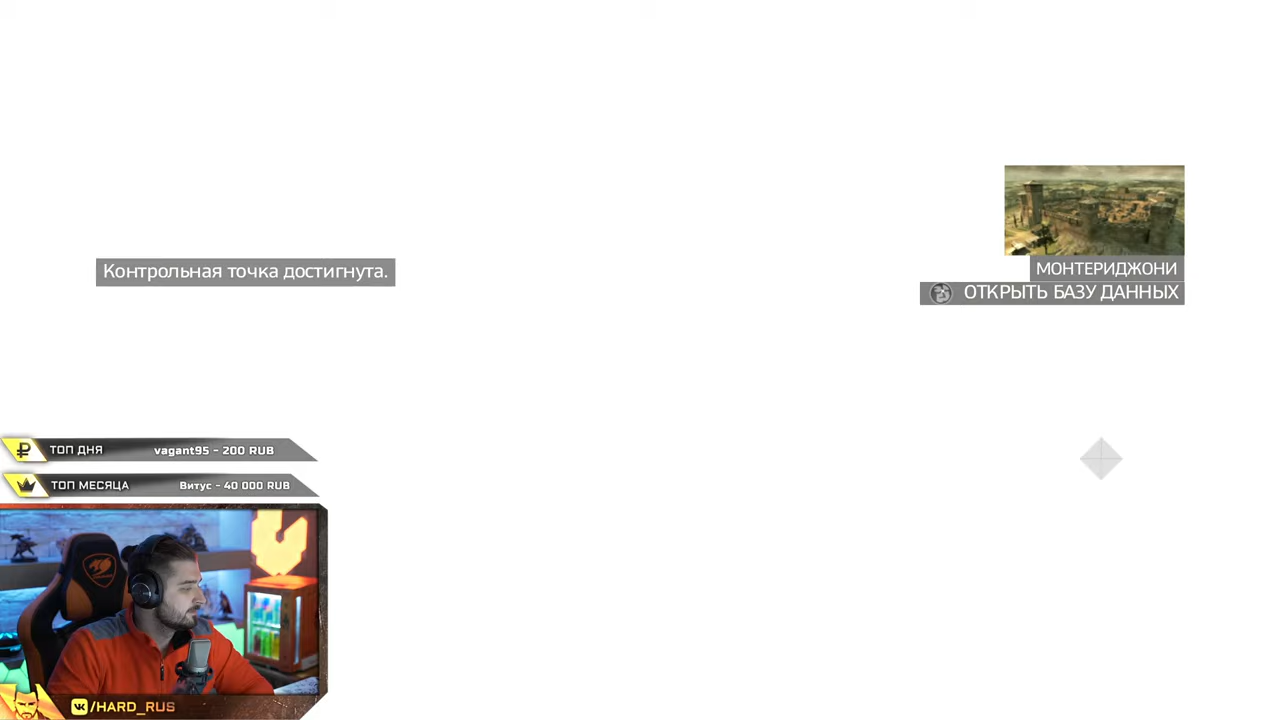 Контрольная точка достигнута.
МОНТЕРИДЖОНИ
ОТКРЫТЬ БАЗУ ДАННЫХ
ТОП ДНЯ vagant95 - 200 RUB
ТОП МЕСЯЦА Витус - 40 000 RUB
/HARD_RUS